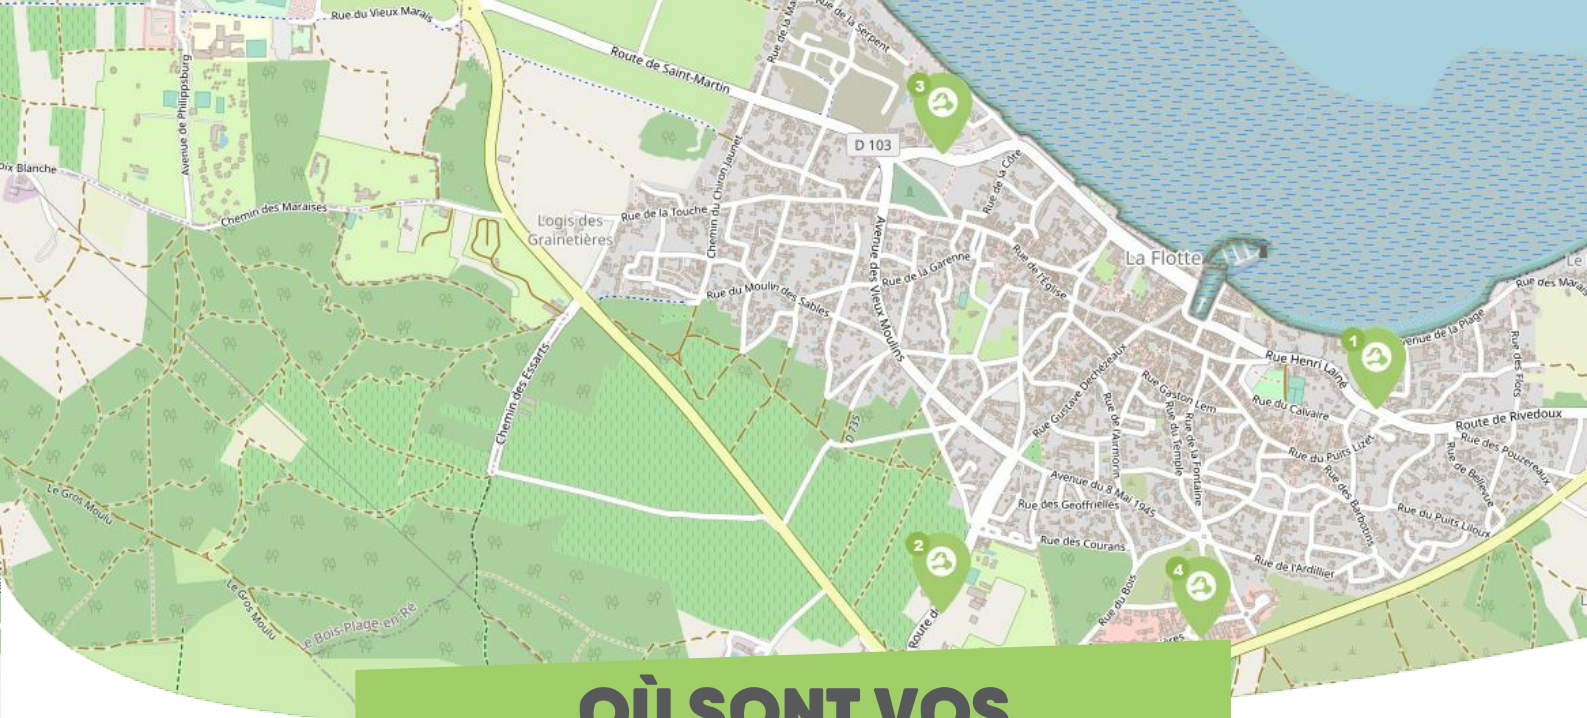 Rue du Vieux Marais
Rue de la Serpent
Route de Saint-Martin
Avenue de Philippsburg
3
D 103
Blanche
Chemin des Maraises
Logis des
Grainetières
Rue de la Touche
Chemin du Chiron Jaunet
Rue de la Côte
Avenue des Vieux Moulins
Rue de la Garenne
Rue de l'Église
La Flotte
Rue du Moulin des Sables
Rue des Marais
1
Avenue de la Plage
Rue Henri Lainé
Rue des Flots
Chemin des Essarts
Rue Gustave Dechézeaux
Rue Gaston Lem
Rue du Calvaire
Route de Rivedoux
D 735
Rue de l'Airmorin
Rue du Temple
Rue de la Fontaine
Rue du Puits Lizet
Rue des Pouzereaux
Rue de Bellevue
Rue des Barbotins
Avenue du 8 Mai 1945
Rue des Geoffrielles
Rue du Puits Liloux
Le Gros Moulu
Rue des Courans
2
4
Rue de l'Ardillier
Rue du Bois
Le Gros Moulu
Le Bois-Plage-en-Ré
Route d
OÙ SONT VOS